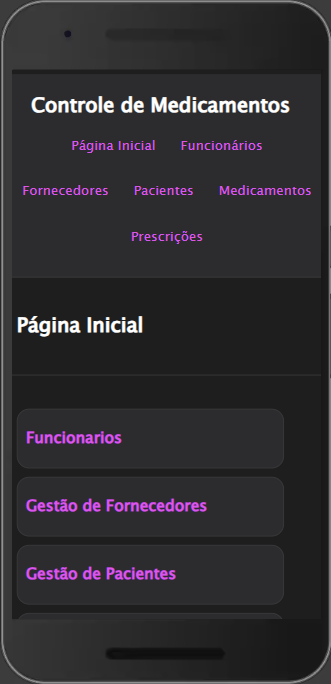 Controle de Medicamentos
Página Inicial Funcionários
Fornecedores Pacientes Medicamentos
Prescrições
Página Inicial
Funcionarios
Gestão de Fornecedores
Gestão de Pacientes